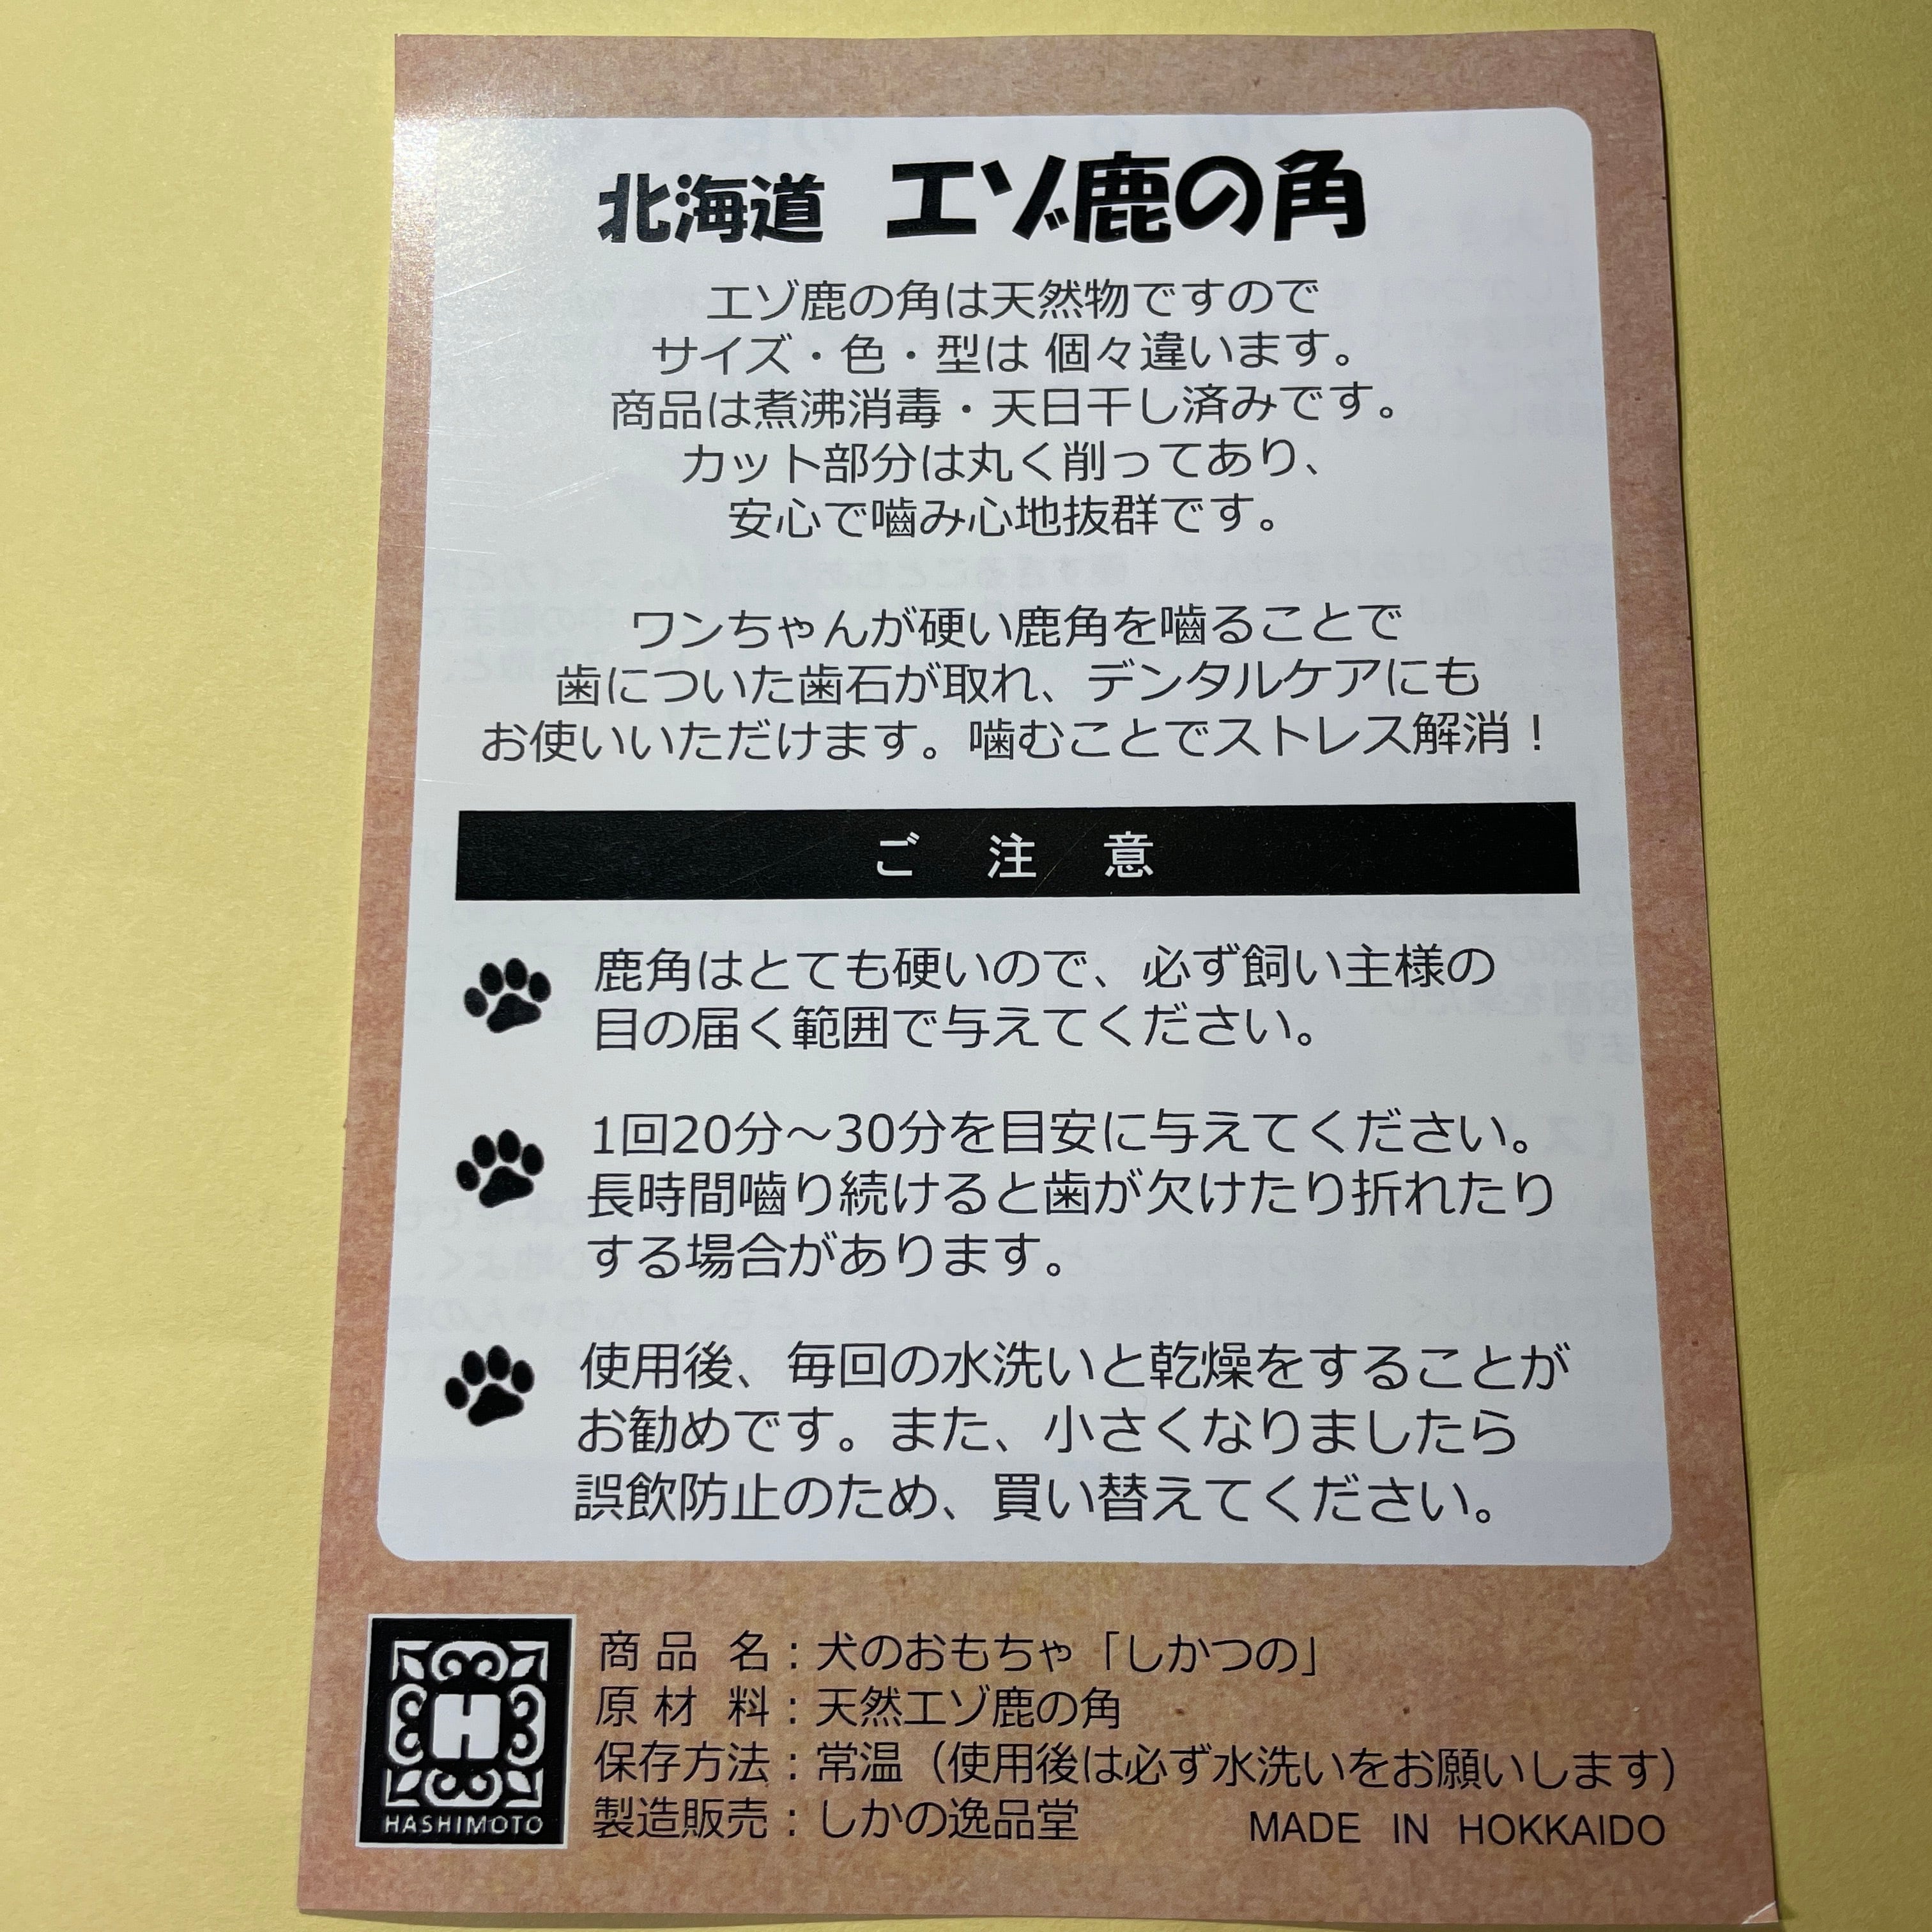 北海道 エゾ鹿の角
エゾ鹿の角は天然物ですので
サイズ・色・型は 個々違います。
商品は煮沸消毒・天日干し済みです。
カット部分は丸く削ってあり、
安心で嚙み心地抜群です。
ワンちゃんが硬い鹿角を嚙ることで
歯についた歯石が取れ、デンタルケアにも
お使いいただけます。噛むことでストレス解消！
ご注意
鹿角はとても硬いので、必ず飼い主様の
目の届く範囲で与えてください。
1回20分～30分を目安に与えてください。
長時間嚙り続けると歯が欠けたり折れたり
する場合があります。
使用後、毎回の水洗いと乾燥をすることが
お勧めです。また、小さくなりましたら
誤飲防止のため、買い替えてください。
商品名：犬のおもちゃ「しかつの」
原材料：天然エゾ鹿の角
保存方法：常温（使用後は必ず水洗いをお願いします）
製造販売：しかの逸品堂 MADE IN HOKKAIDO
H
HASHIMOTO